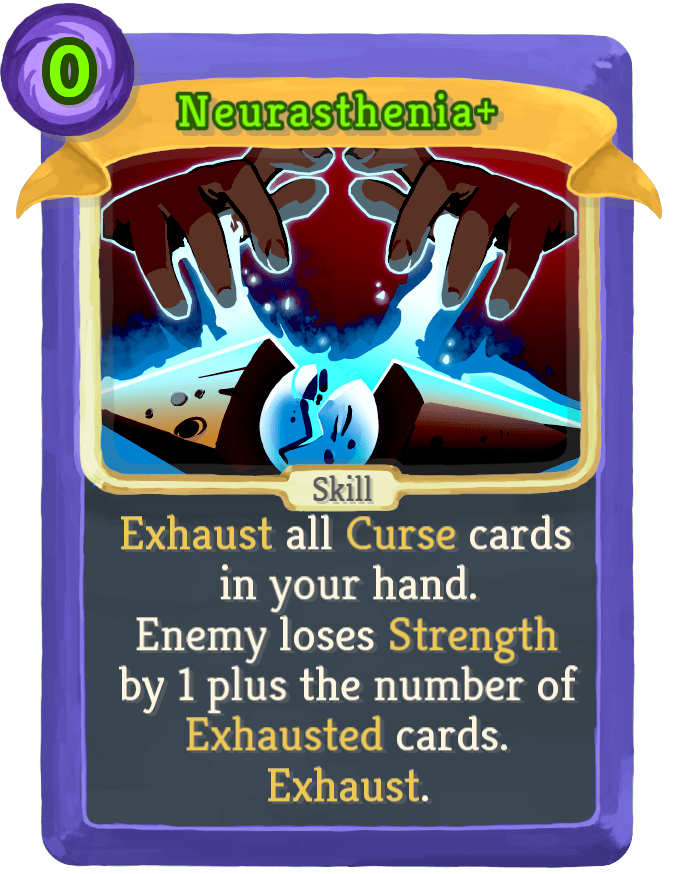 0
Neurasthenia+
Skill
Exhaust all Curse cards
in your hand.
Enemy loses Strength
by 1 plus the number of
Exhausted cards.
Exhaust.